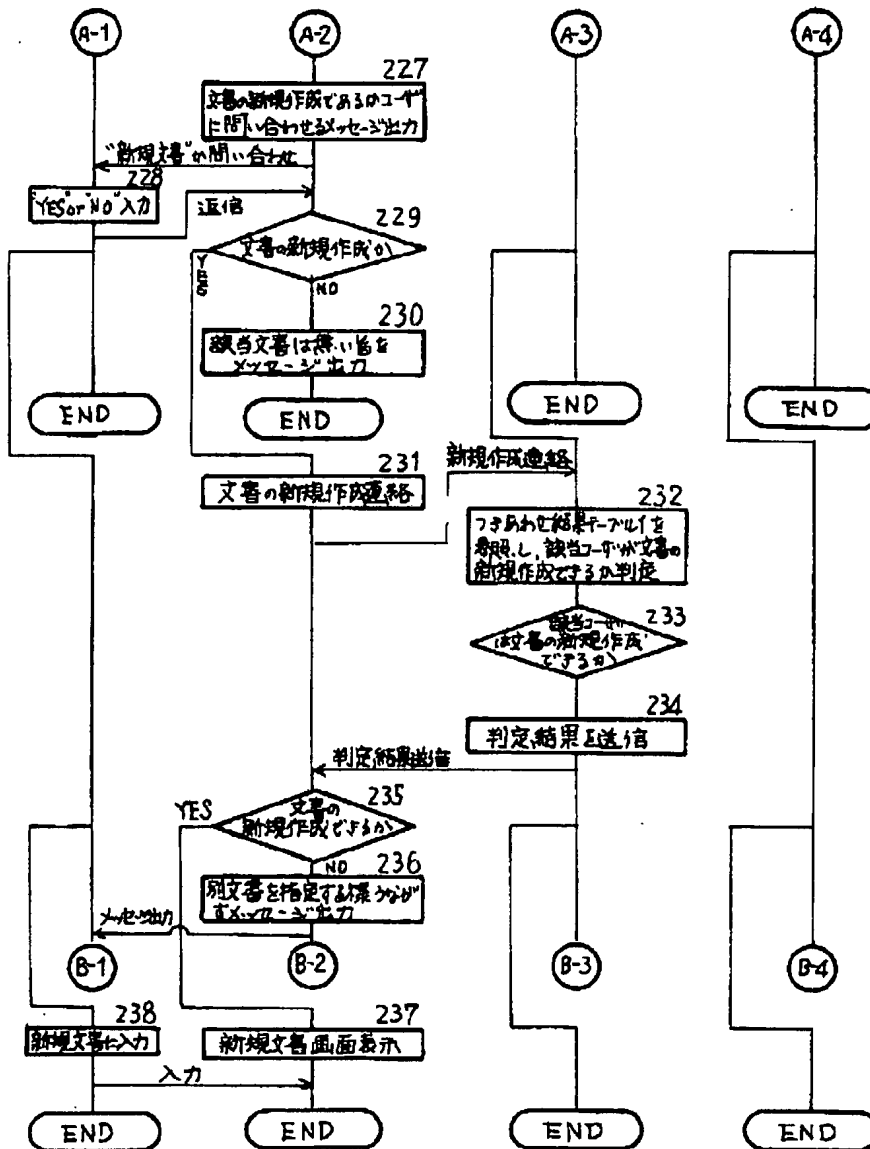 A-1
A-2
A-3
A-4
227
文書の新規作成であるかユーザ
に問い合わせるメッセージ出力
"新規文書"か問い合わせ
228
"YES" or "NO" 入力
返信
229
文書の新規作成か
YES
NO
230
該当文書は無い旨を
メッセージ出力
END
END
END
END
231
文書の新規作成連絡
新規作成連絡
232
つきあわせ結果テーブルイを
参照し、該当ユーザが文書の
新規作成できるか判定
233
該当ユーザ
は文書の新規作成
できるか
234
判定結果を送信
判定結果送信
235
YES
文書の
新規作成できるか
NO
236
別文書を指定する様うなが
すメッセージ出力
メッセージ出力
B-1
B-2
B-3
B-4
238
新規文書に入力
237
新規文書画面表示
入力
END
END
END
END